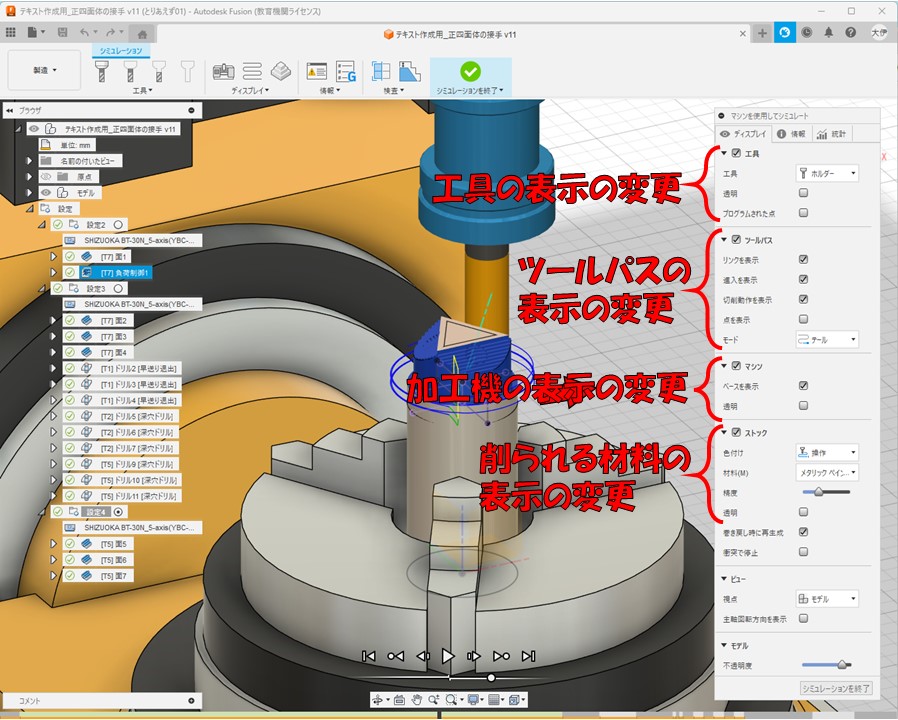 テキスト作成用_正四面体の接手 v11 (とりあえず01) - Autodesk Fusion (教育機関ライセンス)
テキスト作成用_正四面体の接手 v11
大伊
シミュレーション
製造
工具
ディスプレイ
情報
検査
シミュレーションを終了
ブラウザ
テキスト作成用_正四面体の接手 v11
単位: mm
名前の付いたビュー
原点
モデル
設定
設定2
SHIZUOKA BT-30N_5-axis(YBC-...
[T7] 面1
[T7] 負荷制御1
設定3
SHIZUOKA BT-30N_5-axis(YBC-...
[T7] 面2
[T7] 面3
[T7] 面4
[T1] ドリル2 [早送り退出]
[T1] ドリル3 [早送り退出]
[T1] ドリル4 [早送り退出]
[T5] ドリル5 [深穴ドリル]
[T2] ドリル6 [深穴ドリル]
[T2] ドリル7 [深穴ドリル]
[T5] ドリル9 [深穴ドリル]
[T5] ドリル10 [深穴ドリル]
[T5] ドリル11 [深穴ドリル]
設定4
SHIZUOKA BT-30N_5-axis(YBC-...
[T5] 面5
[T5] 面6
[T5] 面7
コメント
工具の表示の変更
ツールパスの
表示の変更
加工機の表示の変更
削られる材料の
表示の変更
マシンを使用してシミュレート
ディスプレイ 情報 統計
X
工具
工具 ホルダー
透明
プログラムされた点
ツールパス
リンクを表示
進入を表示
切削動作を表示
点を表示
モード テール
マシン
ベースを表示
透明
ストック
色付け 操作
材料(M) メタリック ペイン...
精度
透明
巻き戻し時に再生成
衝突で停止
ビュー
視点 モデル
主軸回転方向を表示
モデル
不透明度
シミュレーションを終了